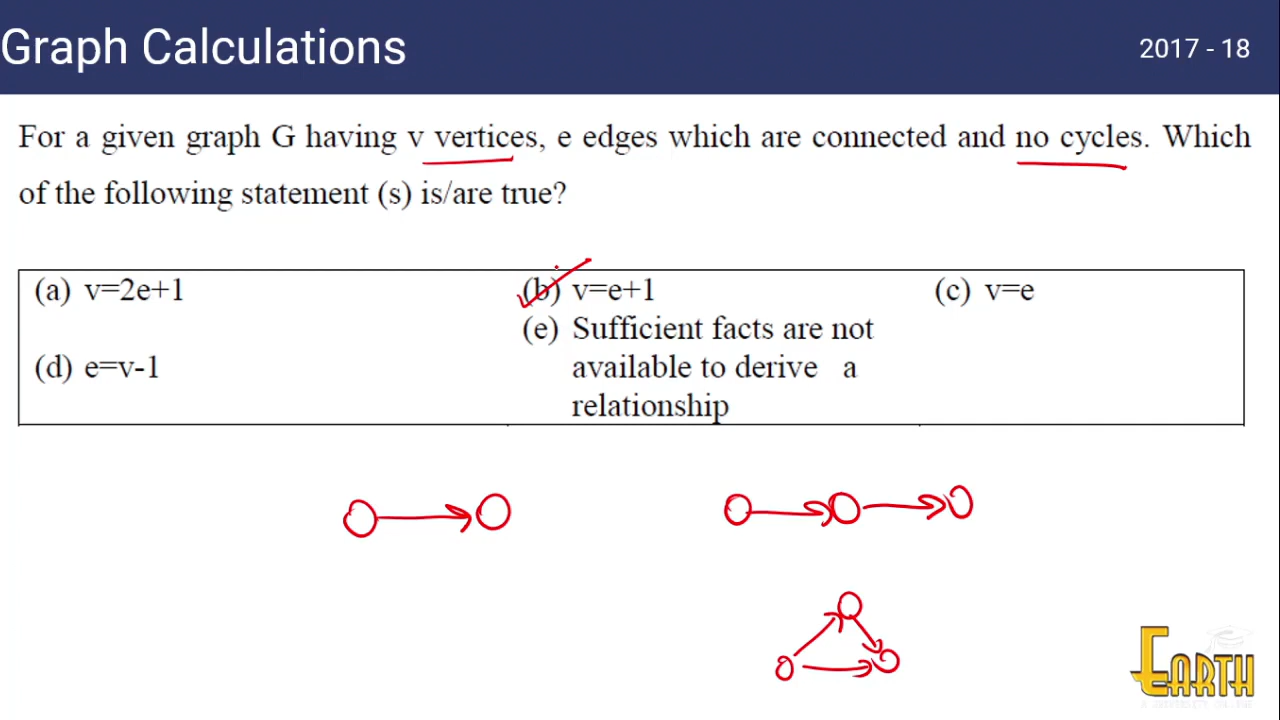 Graph Calculations
2017 - 18
For a given graph G having v vertices, e edges which are connected and no cycles. Which
of the following statement (s) is/are true?
(a) v=2e+1
(b) v=e+1
(c) v=e
(d) e=v-1
(e) Sufficient facts are not
available to derive a
relationship
EARTH